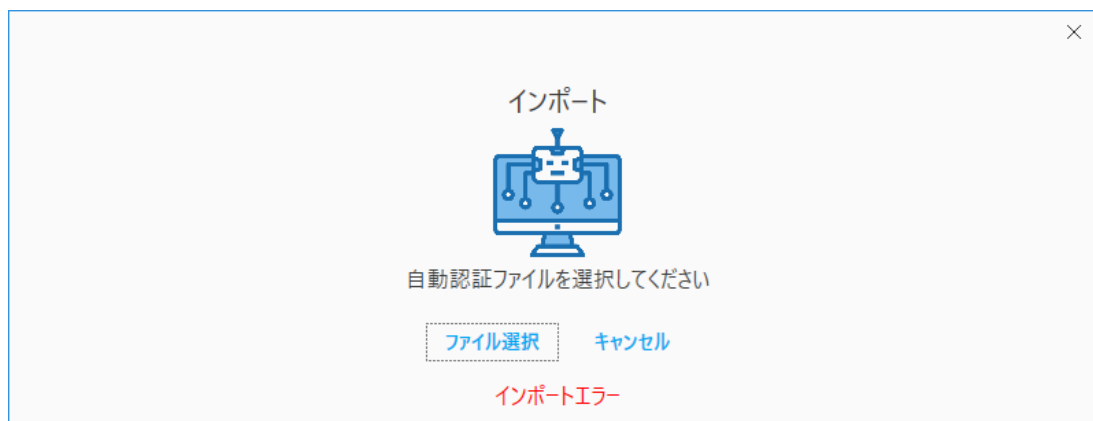 インポート
自動認証ファイルを選択してください
ファイル選択 キャンセル
インポートエラー